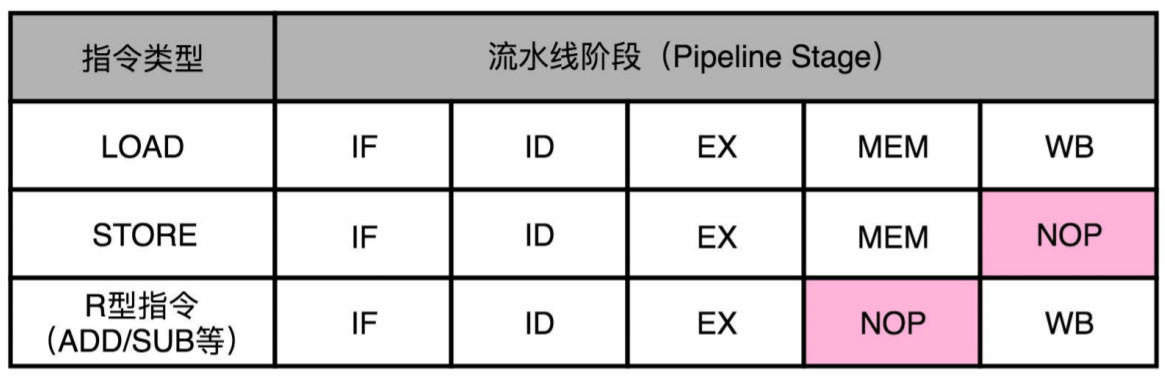 指令类型 流水线阶段（Pipeline Stage）
LOAD IF ID EX MEM WB
STORE IF ID EX MEM NOP
R型指令
（ADD/SUB等） IF ID EX NOP WB